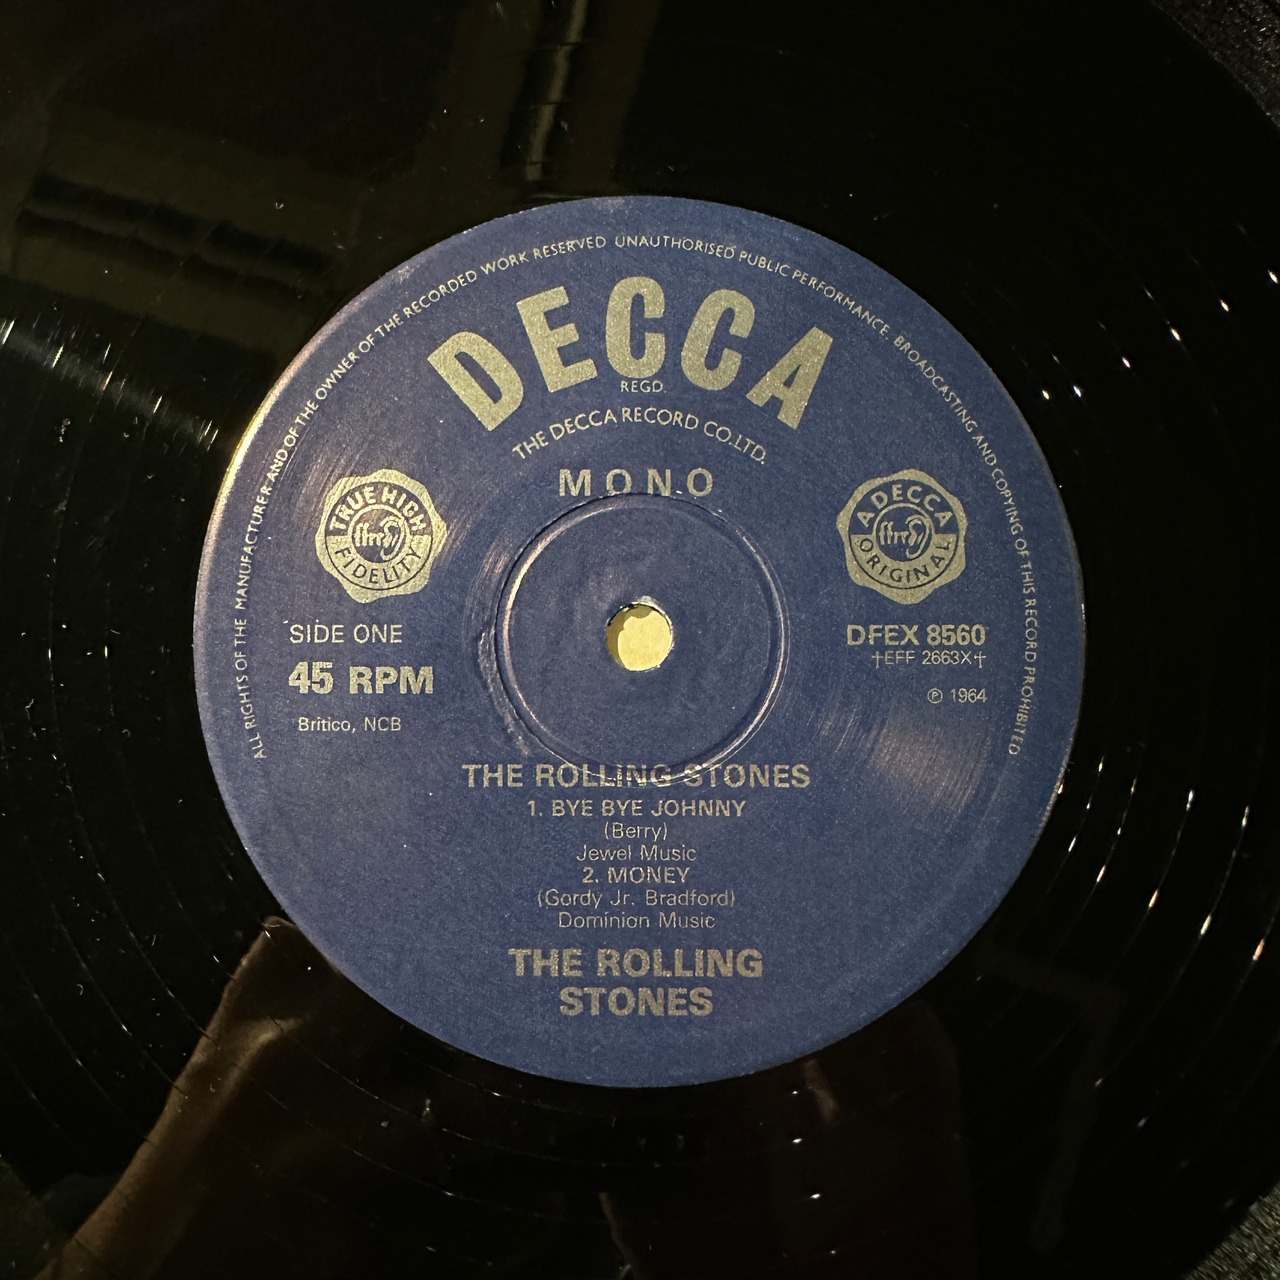 ALL RIGHTS OF THE MANUFACTURER AND OF THE OWNER OF THE RECORDED WORK RESERVED UNAUTHORISED PUBLIC PERFORMANCE. BROADCASTING AND COPYING OF THIS RECORD PROHIBITED
DECCA
REGD.
THE DECCA RECORD CO. LTD.
MONO
TRUE HIGH FIDELITY
ffrr
A DECCA ORIGINAL
ffrr
SIDE ONE
45 RPM
Britico, NCB
DFEX 8560
†EFF 2663X†
℗ 1964
THE ROLLING STONES
1. BYE BYE JOHNNY
(Berry)
Jewel Music
2. MONEY
(Gordy Jr. Bradford)
Dominion Music
THE ROLLING
STONES